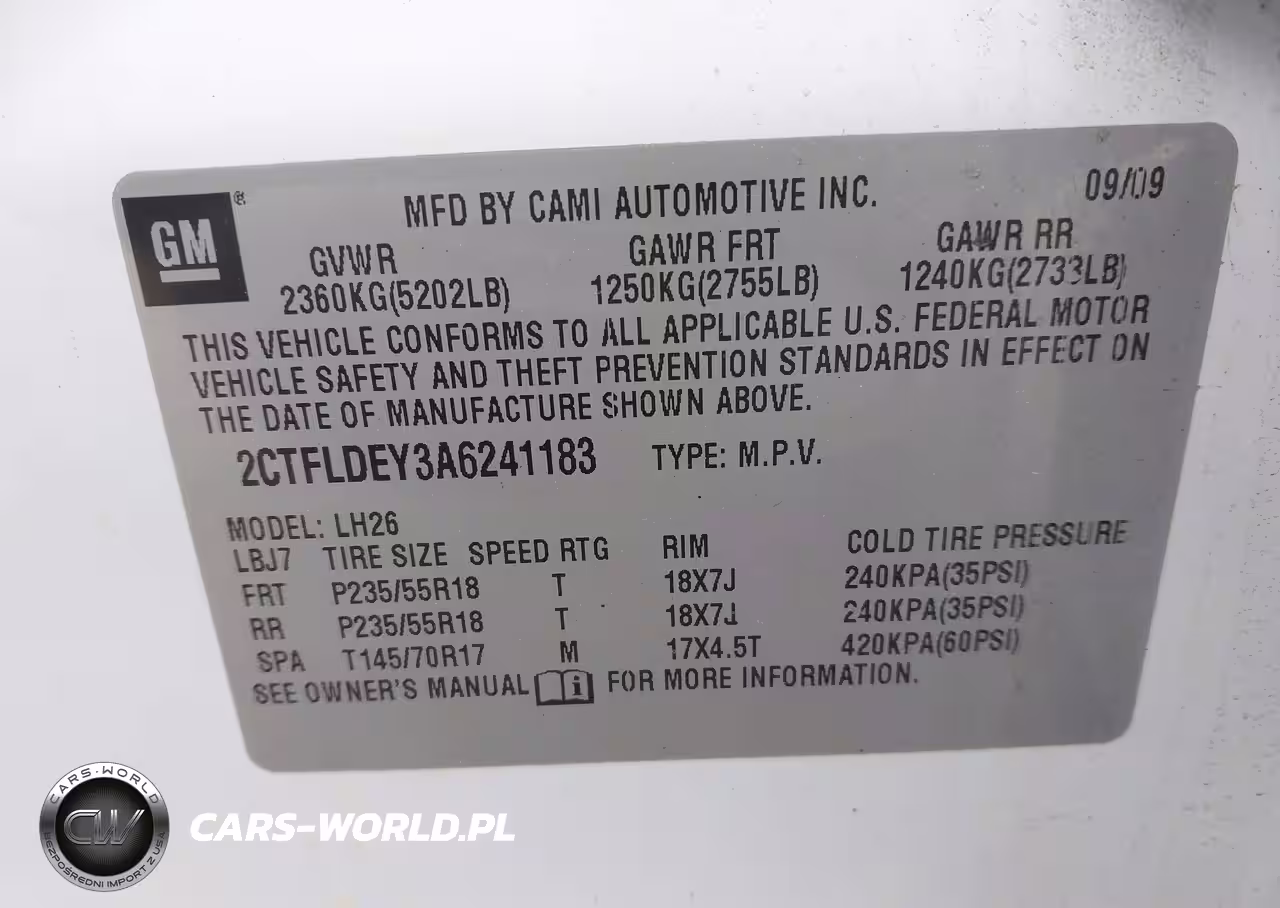 GM ®
MFD BY CAMI AUTOMOTIVE INC. 09/09
GVWR GAWR FRT GAWR RR
2360KG(5202LB) 1250KG(2755LB) 1240KG(2733LB)
THIS VEHICLE CONFORMS TO ALL APPLICABLE U.S. FEDERAL MOTOR
VEHICLE SAFETY AND THEFT PREVENTION STANDARDS IN EFFECT ON
THE DATE OF MANUFACTURE SHOWN ABOVE.
2CTFLDEY3A6241183 TYPE: M.P.V.
MODEL: LH26
LBJ7 TIRE SIZE SPEED RTG RIM COLD TIRE PRESSURE
FRT P235/55R18 T 18X7J 240KPA(35PSI)
RR P235/55R18 T 18X7J 240KPA(35PSI)
SPA T145/70R17 M 17X4.5T 420KPA(60PSI)
SEE OWNER'S MANUAL i FOR MORE INFORMATION.
CARS-WORLD
CW
BEZPOŚREDNI IMPORT Z USA
CARS-WORLD.PL